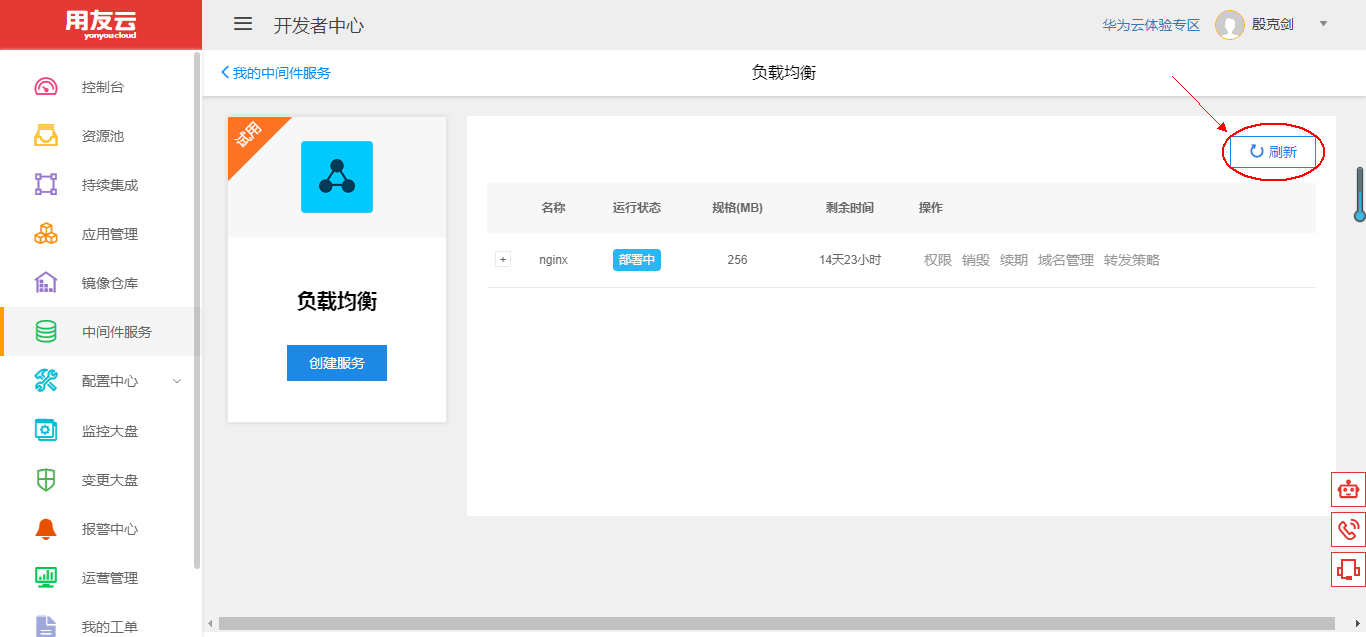 用友云
yonyoucloud
开发者中心
华为云体验专区
殷克剑
控制台
资源池
持续集成
应用管理
镜像仓库
中间件服务
配置中心
监控大盘
变更大盘
报警中心
运营管理
我的工单
我的中间件服务
负载均衡
试用
负载均衡
创建服务
刷新
名称 运行状态 规格(MB) 剩余时间 操作
+ nginx 部署中 256 14天23小时 权限 销毁 续期 域名管理 转发策略